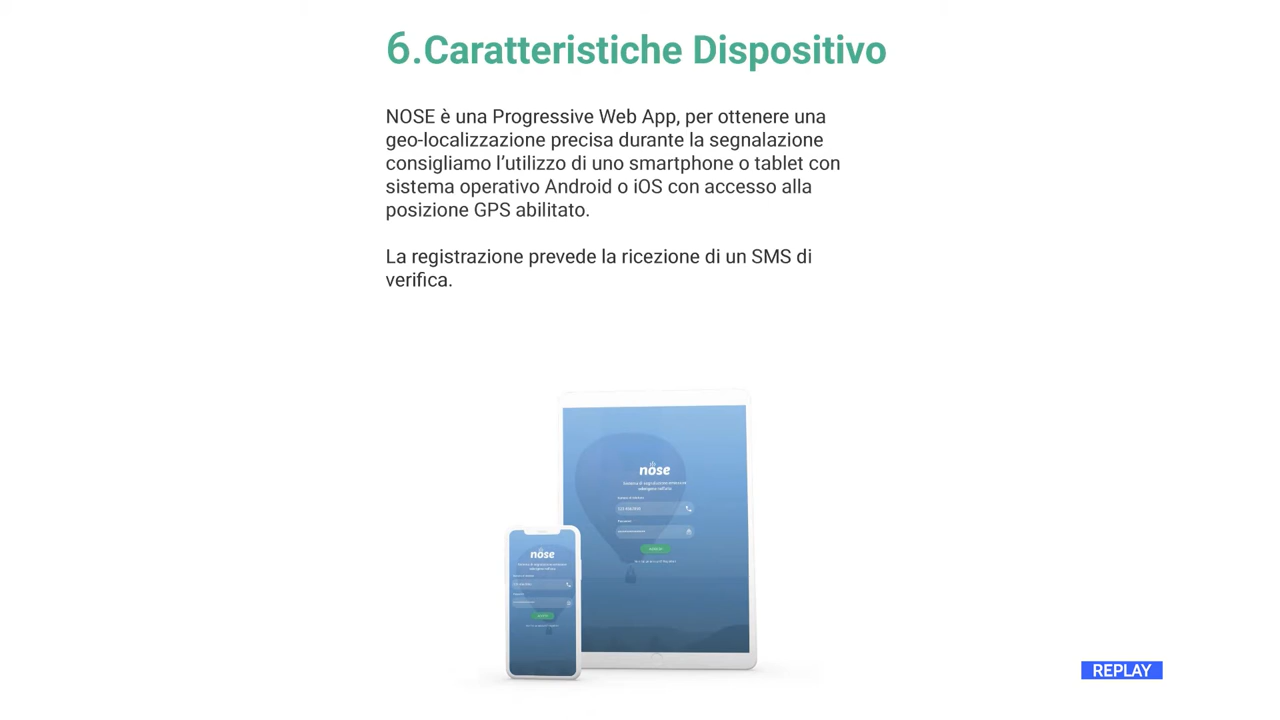 6.Caratteristiche Dispositivo
NOSE è una Progressive Web App, per ottenere una
geo-localizzazione precisa durante la segnalazione
consigliamo l'utilizzo di uno smartphone o tablet con
sistema operativo Android o iOS con accesso alla
posizione GPS abilitato.
La registrazione prevede la ricezione di un SMS di
verifica.
nose
Password
nose
REPLAY